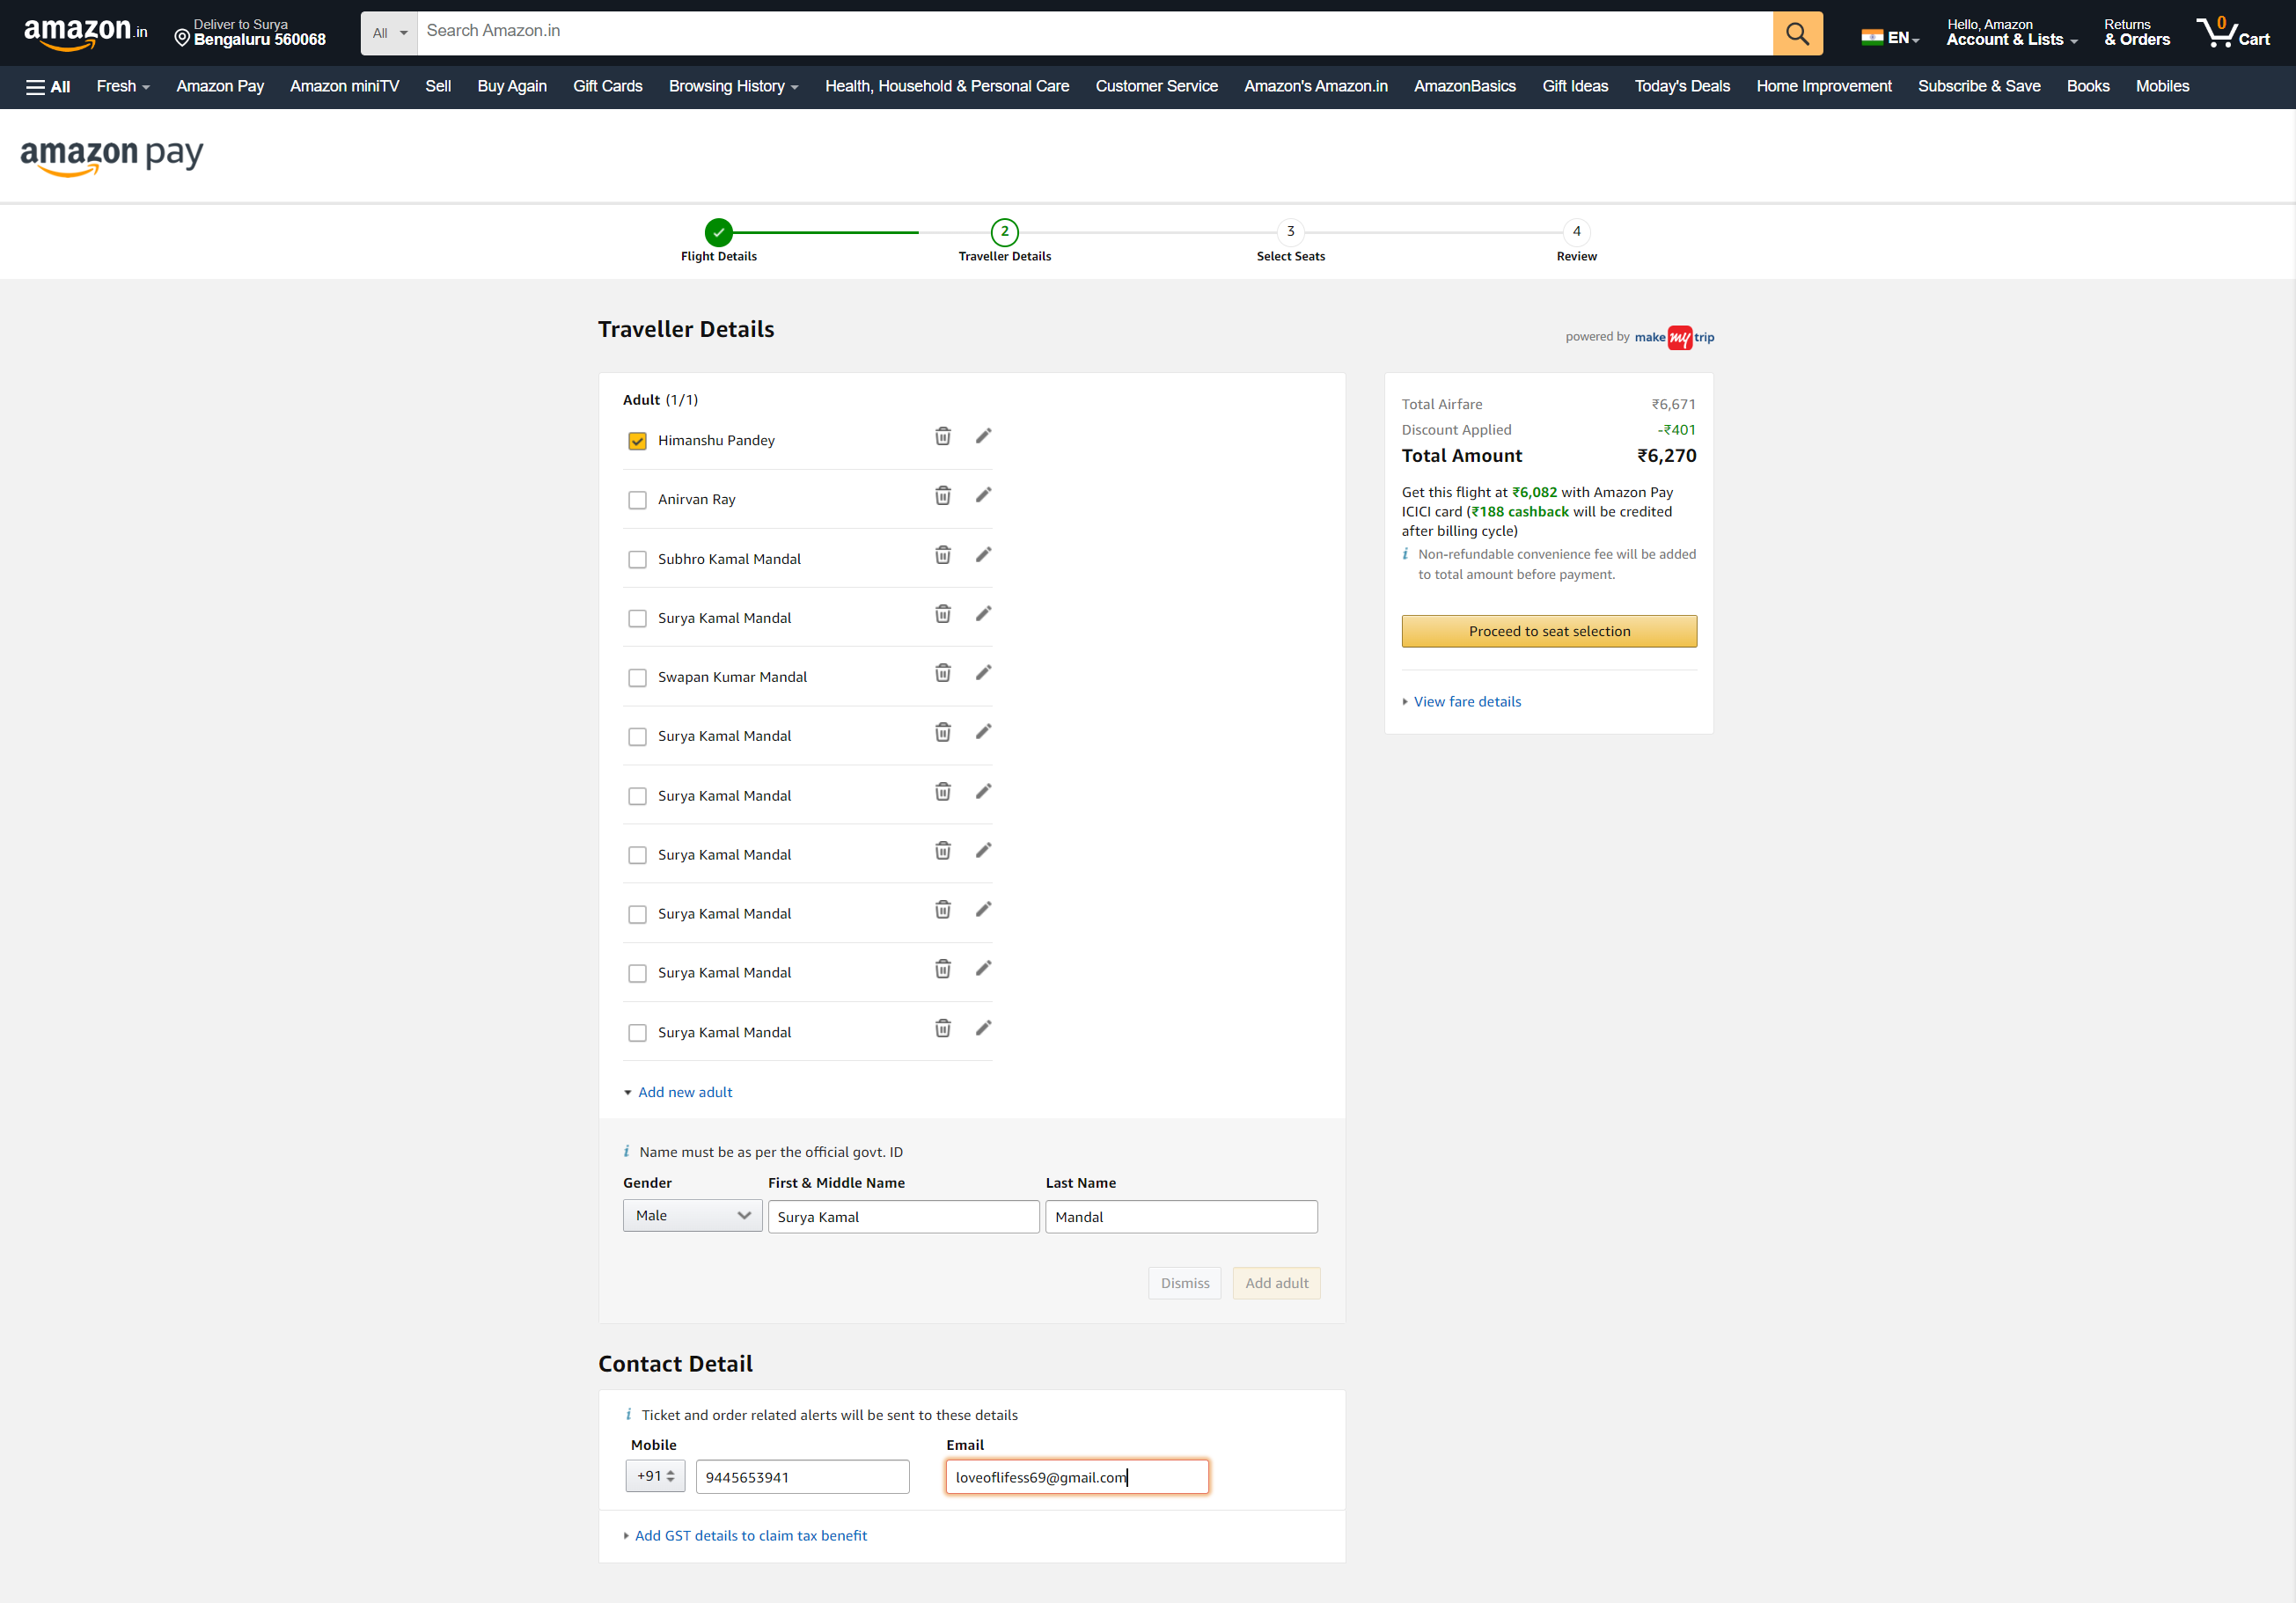 amazon.in
Deliver to Surya
Bengaluru 560068
All
Search Amazon.in
EN
Hello, Amazon
Account & Lists
Returns
& Orders
0
Cart
All
Fresh
Amazon Pay
Amazon miniTV
Sell
Buy Again
Gift Cards
Browsing History
Health, Household & Personal Care
Customer Service
Amazon's Amazon.in
AmazonBasics
Gift Ideas
Today's Deals
Home Improvement
Subscribe & Save
Books
Mobiles
amazon pay
2
3
4
Flight Details
Traveller Details
Select Seats
Review
Traveller Details
powered by make my trip
Adult (1/1)
Himanshu Pandey
Anirvan Ray
Subhro Kamal Mandal
Surya Kamal Mandal
Swapan Kumar Mandal
Surya Kamal Mandal
Surya Kamal Mandal
Surya Kamal Mandal
Surya Kamal Mandal
Surya Kamal Mandal
Surya Kamal Mandal
Add new adult
i Name must be as per the official govt. ID
Gender
First & Middle Name
Last Name
Male
Surya Kamal
Mandal
Dismiss
Add adult
Total Airfare ₹6,671
Discount Applied -₹401
Total Amount ₹6,270
Get this flight at ₹6,082 with Amazon Pay
ICICI card (₹188 cashback will be credited
after billing cycle)
i Non-refundable convenience fee will be added
to total amount before payment.
Proceed to seat selection
View fare details
Contact Detail
i Ticket and order related alerts will be sent to these details
Mobile
Email
+91
9445653941
loveoflifess69@gmail.com
Add GST details to claim tax benefit